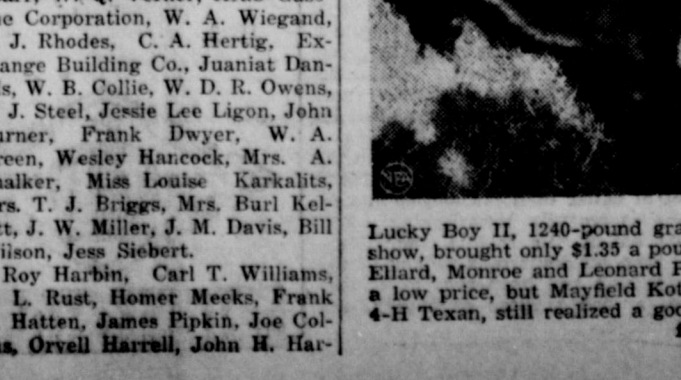 e Corporation, W. A. Wiegand,
J. Rhodes, C. A. Hertig, Ex-
ange Building Co., Juaniat Dan-
s, W. B. Collie, W. D. R. Owens,
J. Steel, Jessie Lee Ligon, John
urner, Frank Dwyer, W. A.
reen, Wesley Hancock, Mrs. A.
alker, Miss Louise Karkalits,
rs. T. J. Briggs, Mrs. Burl Kel-
tt, J. W. Miller, J. M. Davis, Bill
ilson, Jess Siebert.
Roy Harbin, Carl T. Williams,
L. Rust, Homer Meeks, Frank
Hatten, James Pipkin, Joe Col-
s, Orvell Harrell, John H. Har-
Lucky Boy II, 1240-pound gra
show, brought only $1.35 a pou
Ellard, Monroe and Leonard
a low price, but Mayfield Kot
4-H Texan, still realized a goo